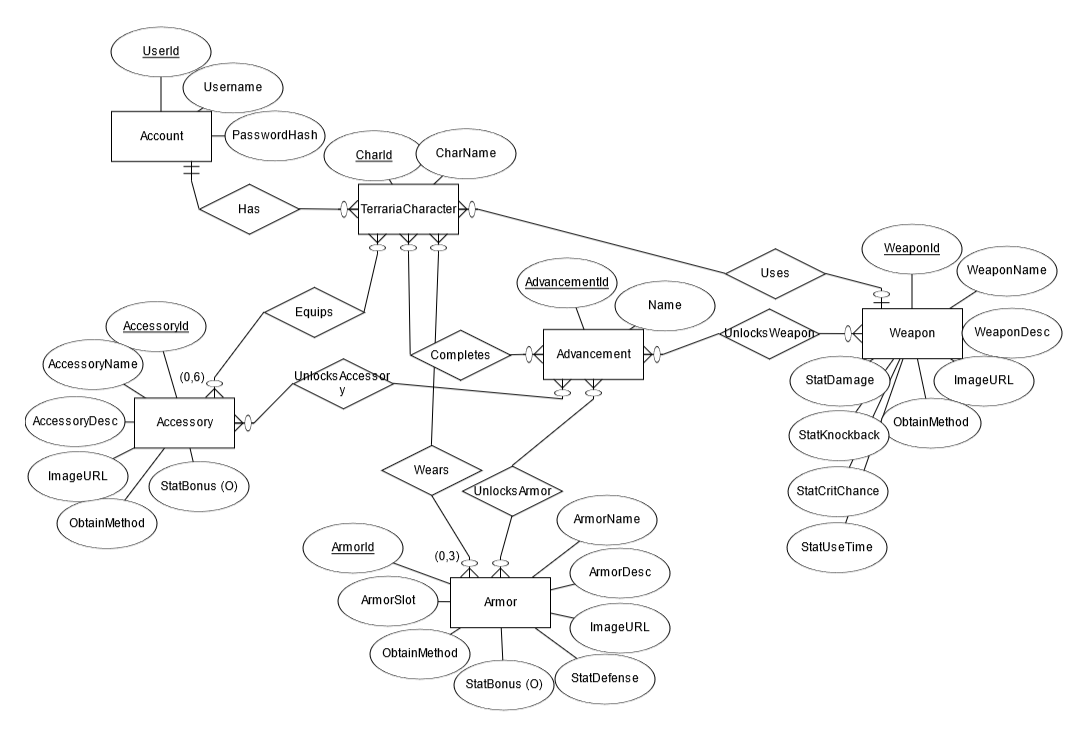 UserId
Username
Account
PasswordHash
CharId
CharName
Has
TerrariaCharacter
WeaponId
WeaponName
Uses
AdvancementId
Name
Equips
AccessoryId
UnlocksWeapon
Weapon
WeaponDesc
Completes
Advancement
AccessoryName
(0,6)
UnlocksAccessor
y
StatDamage
ImageURL
AccessoryDesc
Accessory
ObtainMethod
StatKnockback
Wears
ImageURL
StatBonus (O)
UnlocksArmor
StatCritChance
ObtainMethod
ArmorName
ArmorId
(0,3)
StatUseTime
ArmorDesc
ArmorSlot
Armor
ImageURL
ObtainMethod
StatBonus (O)
StatDefense